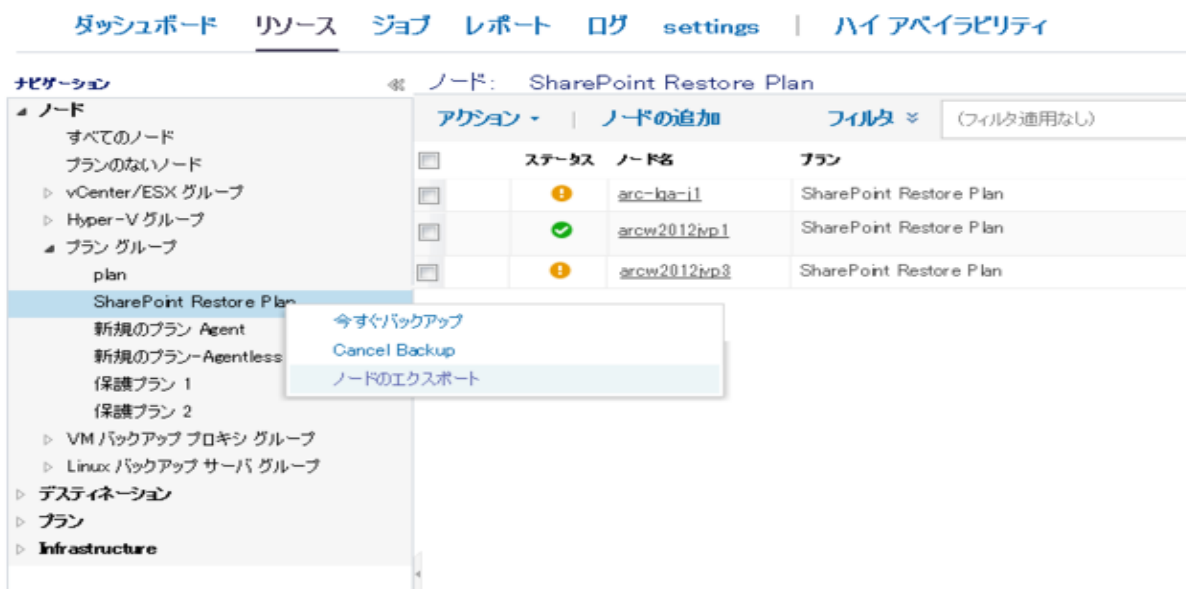 ダッシュボード リソース ジョブ レポート ログ settings | ハイ アベイラビリティ
ナビゲーション
ノード
すべてのノード
プランのないノード
vCenter/ESX グループ
Hyper-V グループ
プラン グループ
plan
SharePoint Restore Plan
新規のプラン Agent
新規のプラン-Agentless
保護プラン 1
保護プラン 2
VM バックアップ プロキシ グループ
Linux バックアップ サーバ グループ
デスティネーション
プラン
Infrastructure
ノード: SharePoint Restore Plan
アクション | ノードの追加 フィルタ (フィルタ適用なし)
ステータス ノード名 プラン
arc-lqa-j1 SharePoint Restore Plan
arcw2012jvp1 SharePoint Restore Plan
arcw2012jvp3 SharePoint Restore Plan
今すぐバックアップ
Cancel Backup
ノードのエクスポート